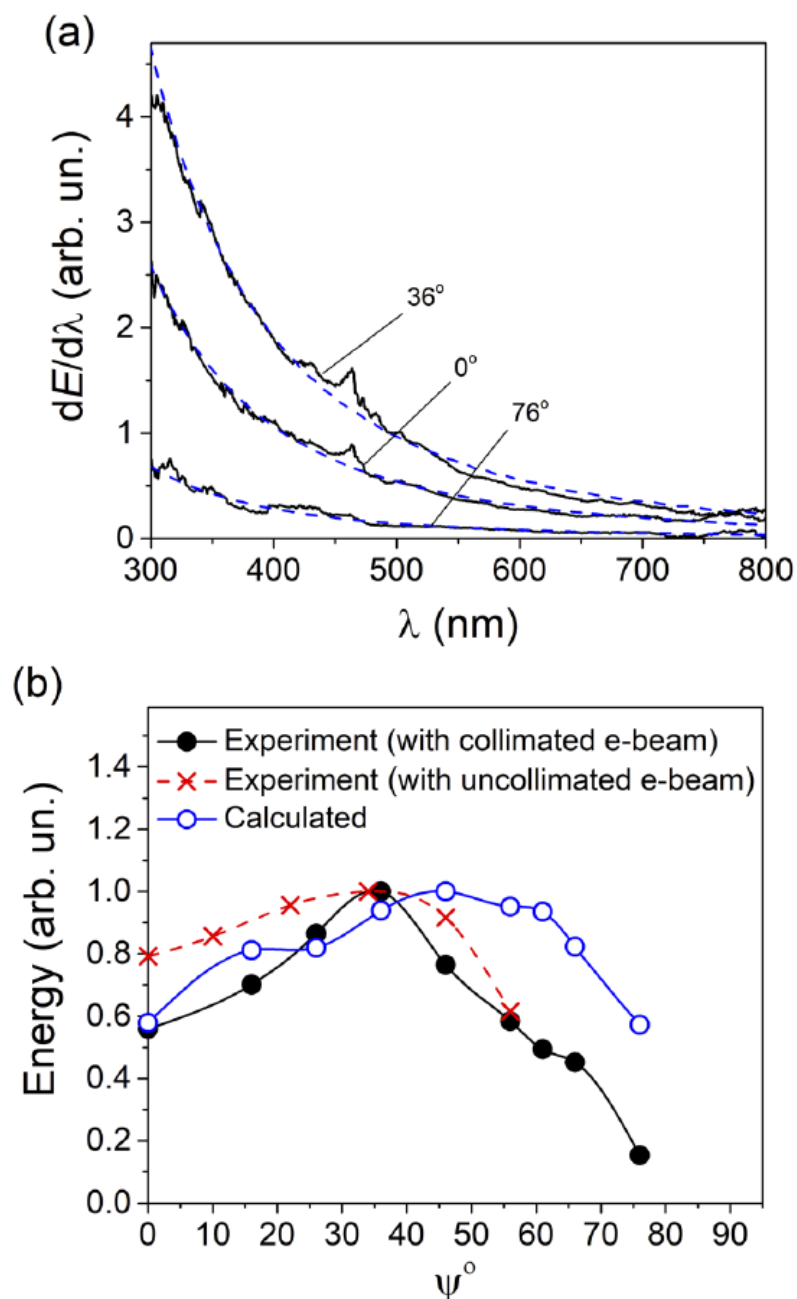 (a)
dE/dλ (arb. un.)
4
3
2
1
0
36°
0°
76°
300 400 500 600 700 800
λ (nm)
(b)
Experiment (with collimated e-beam)
Experiment (with uncollimated e-beam)
Calculated
Energy (arb. un.)
1.4
1.2
1.0
0.8
0.6
0.4
0.2
0.0
0 10 20 30 40 50 60 70 80 90
ψ°